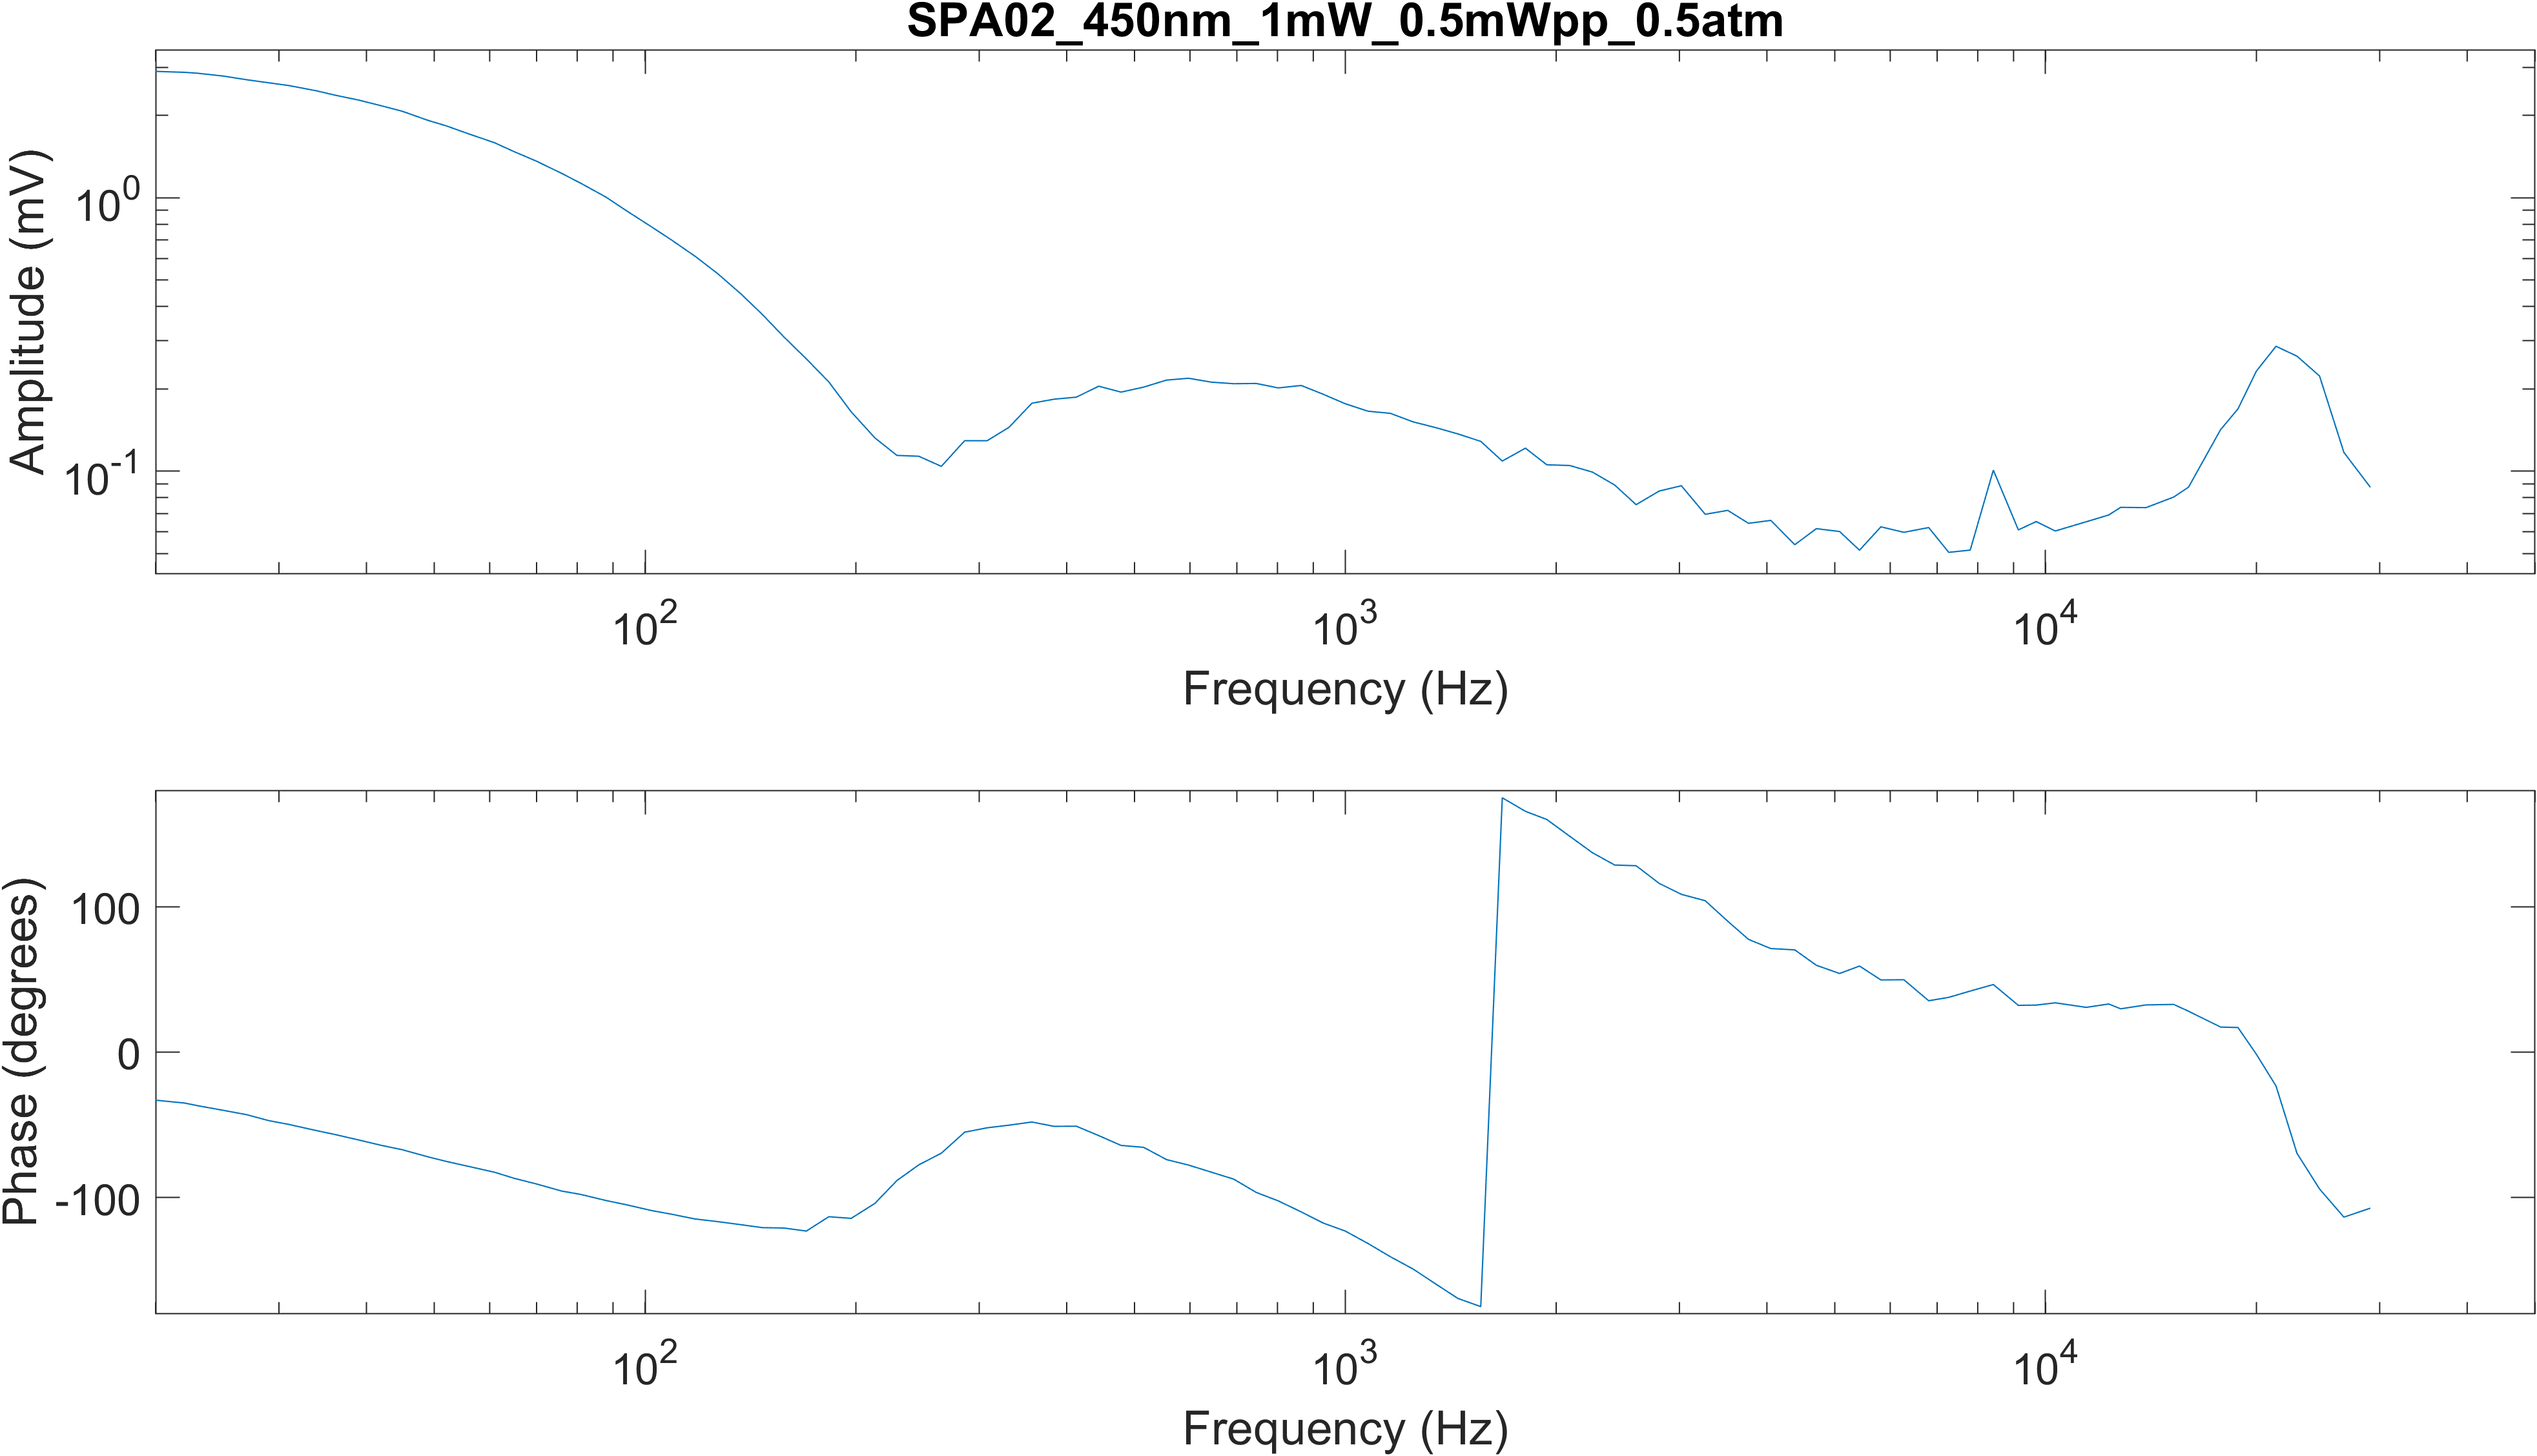 SPA02_450nm_1mW_0.5mWpp_0.5atm
Amplitude (mV)
10^0
10^-1
10^2 10^3 10^4
Frequency (Hz)
Phase (degrees)
100
0
-100
10^2 10^3 10^4
Frequency (Hz)